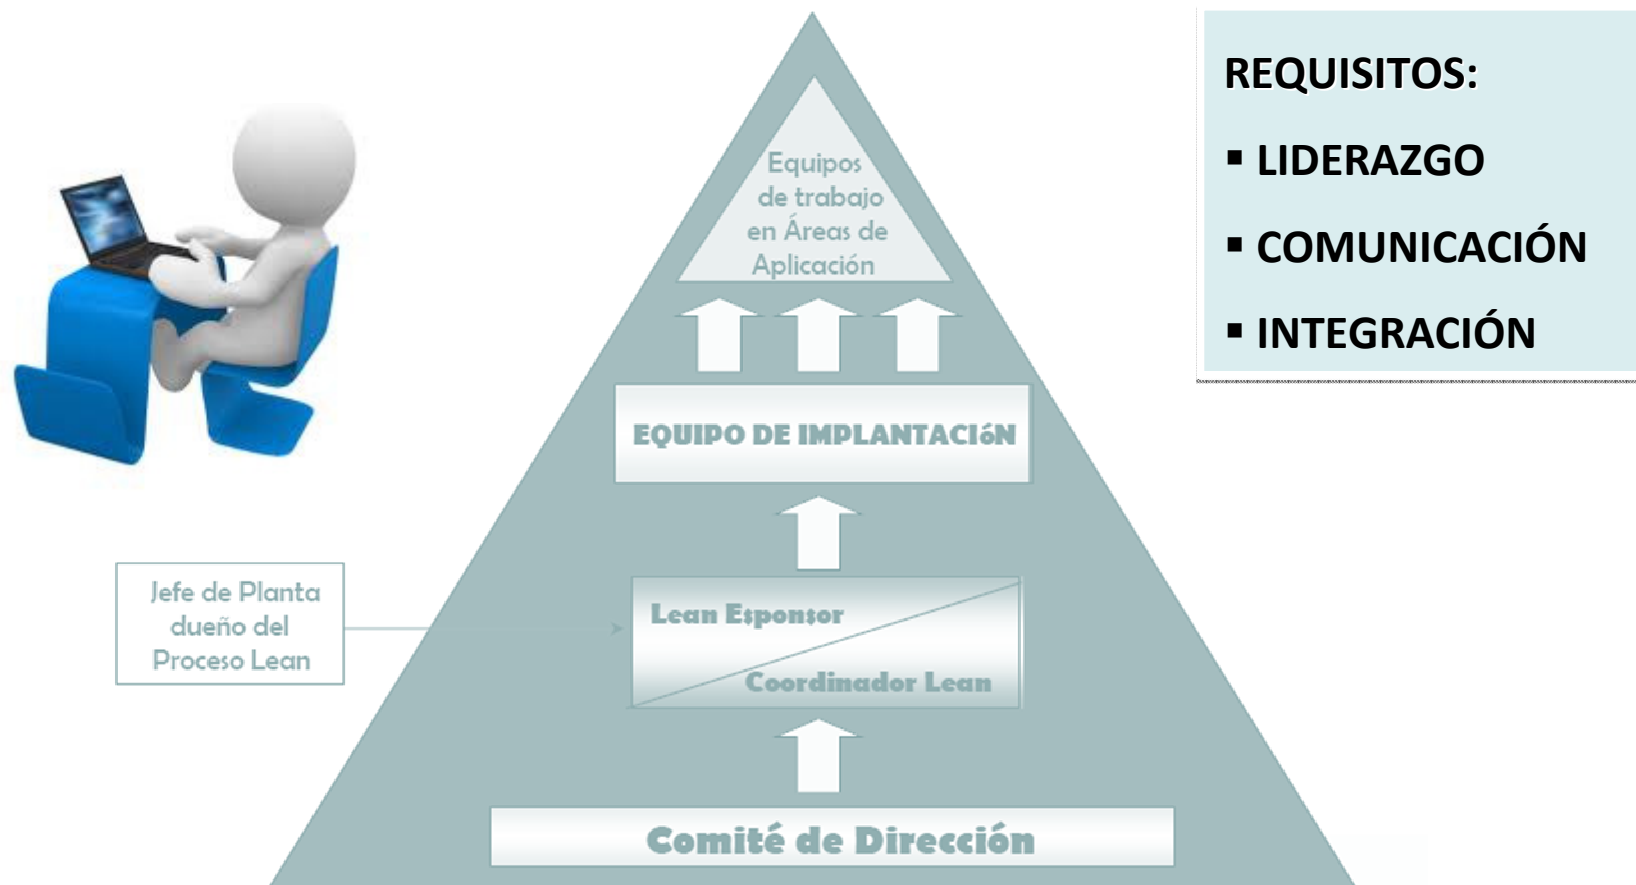 REQUISITOS:
▪ LIDERAZGO
▪ COMUNICACIÓN
▪ INTEGRACIÓN
Equipos
de trabajo
en Áreas de
Aplicación
EQUIPO DE IMPLANTACIóN
Jefe de Planta
dueño del
Proceso Lean
Lean Esponsor
Coordinador Lean
Comité de Dirección